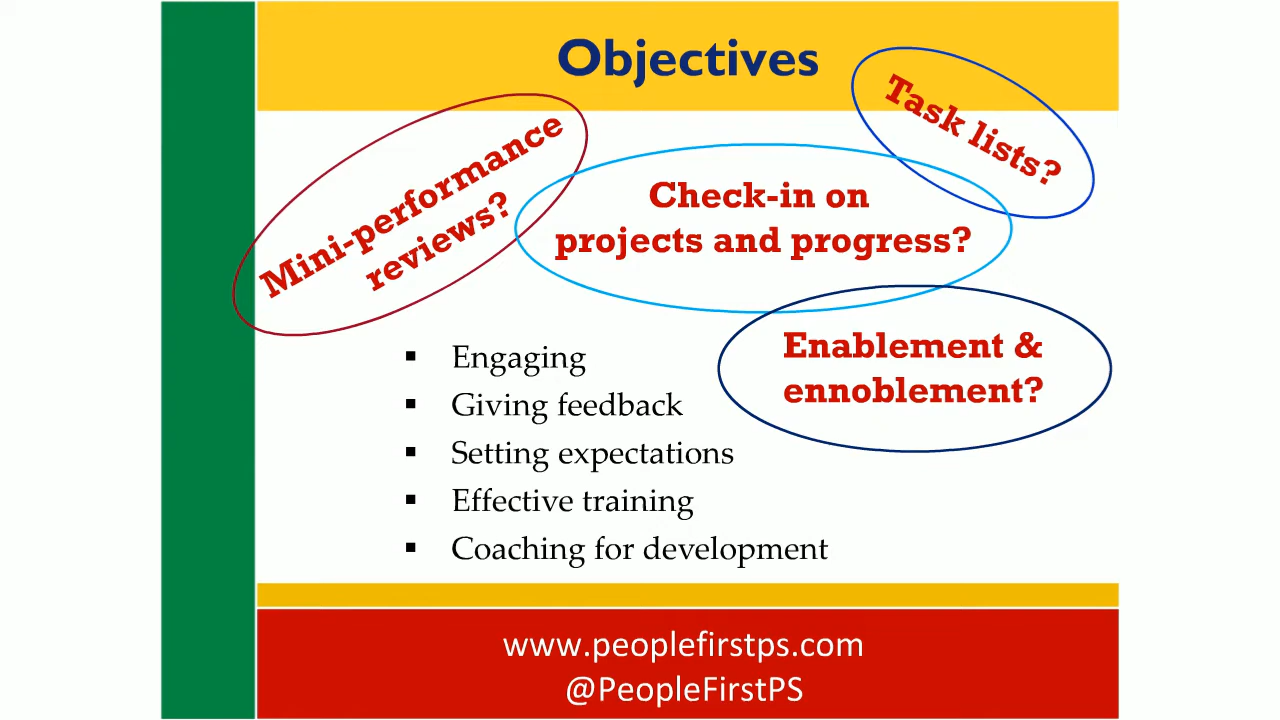 Objectives
Task lists?
Mini-performance
reviews?
Check-in on
projects and progress?
Enablement &
ennoblement?
▪ Engaging
▪ Giving feedback
▪ Setting expectations
▪ Effective training
▪ Coaching for development
www.peoplefirstps.com
@PeopleFirstPS